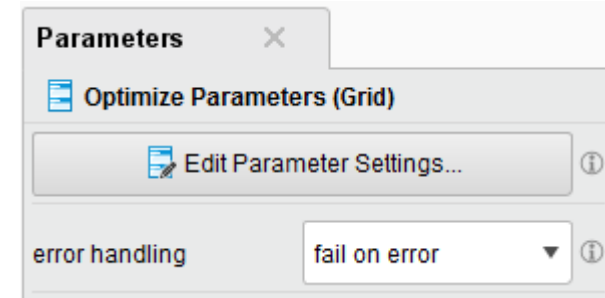 Parameters
Optimize Parameters (Grid)
Edit Parameter Settings...
error handling fail on error